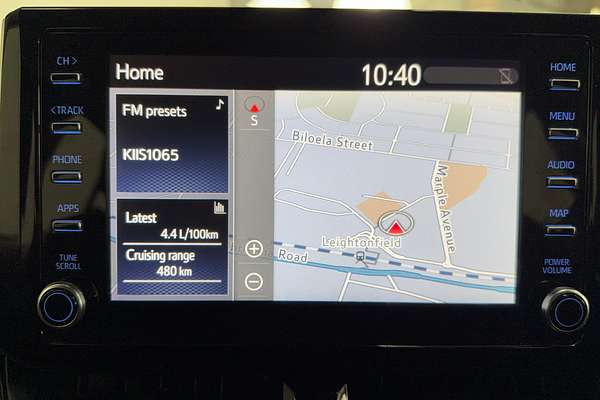 CH >
< TRACK
PHONE
APPS
TUNE
SCROLL
Home
10:40
FM presets
KIIS1065
Latest
4.4 L/100km
Cruising range
480 km
S
Biloela Street
Marple Avenue
Leightonfield
Road
HOME
MENU
AUDIO
MAP
POWER
VOLUME